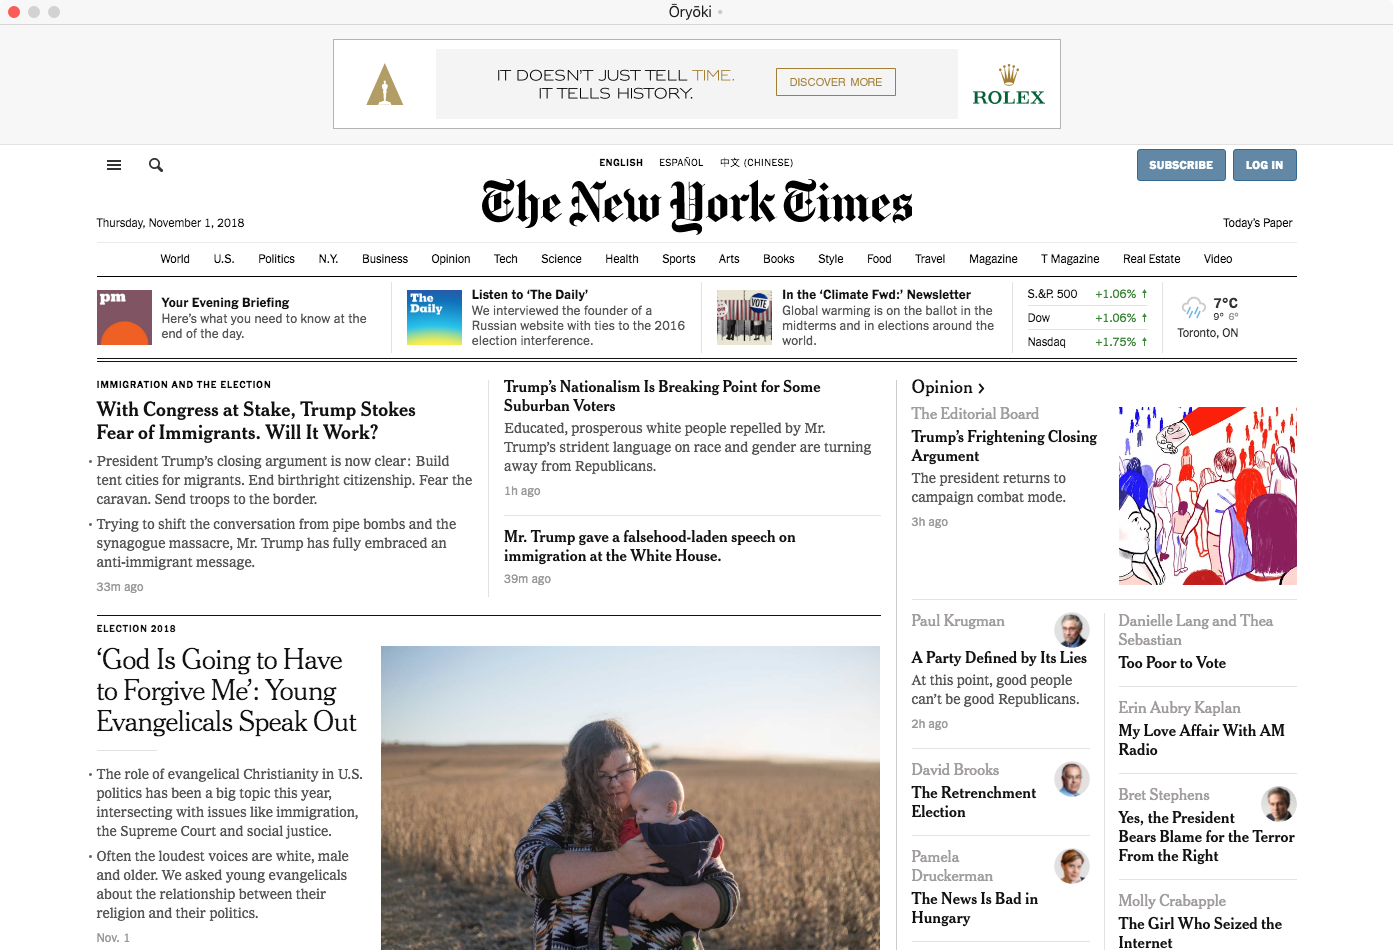 Ōryōki
IT DOESN'T JUST TELL TIME.
IT TELLS HISTORY.
DISCOVER MORE
ROLEX
ENGLISH ESPAÑOL 中文 (CHINESE)
SUBSCRIBE LOG IN
The New York Times
Thursday, November 1, 2018
Today's Paper
World U.S. Politics N.Y. Business Opinion Tech Science Health Sports Arts Books Style Food Travel Magazine T Magazine Real Estate Video
pm
Your Evening Briefing
Here's what you need to know at the
end of the day.
The
Daily
Listen to 'The Daily'
We interviewed the founder of a
Russian website with ties to the 2016
election interference.
VOTE
In the 'Climate Fwd:' Newsletter
Global warming is on the ballot in the
midterms and in elections around the
world.
S.&P. 500 +1.06% ↑
Dow +1.06% ↑
Nasdaq +1.75% ↑
7°C
9° 6°
Toronto, ON
IMMIGRATION AND THE ELECTION
With Congress at Stake, Trump Stokes
Fear of Immigrants. Will It Work?
• President Trump's closing argument is now clear: Build
tent cities for migrants. End birthright citizenship. Fear the
caravan. Send troops to the border.
• Trying to shift the conversation from pipe bombs and the
synagogue massacre, Mr. Trump has fully embraced an
anti-immigrant message.
33m ago
Trump's Nationalism Is Breaking Point for Some
Suburban Voters
Educated, prosperous white people repelled by Mr.
Trump's strident language on race and gender are turning
away from Republicans.
1h ago
Mr. Trump gave a falsehood-laden speech on
immigration at the White House.
39m ago
ELECTION 2018
'God Is Going to Have
to Forgive Me': Young
Evangelicals Speak Out
• The role of evangelical Christianity in U.S.
politics has been a big topic this year,
intersecting with issues like immigration,
the Supreme Court and social justice.
• Often the loudest voices are white, male
and older. We asked young evangelicals
about the relationship between their
religion and their politics.
Nov. 1
Opinion ›
The Editorial Board
Trump's Frightening Closing
Argument
The president returns to
campaign combat mode.
3h ago
Paul Krugman
A Party Defined by Its Lies
At this point, good people
can't be good Republicans.
2h ago
David Brooks
The Retrenchment
Election
Pamela
Druckerman
The News Is Bad in
Hungary
Danielle Lang and Thea
Sebastian
Too Poor to Vote
Erin Aubry Kaplan
My Love Affair With AM
Radio
Bret Stephens
Yes, the President
Bears Blame for the Terror
From the Right
Molly Crabapple
The Girl Who Seized the
Internet